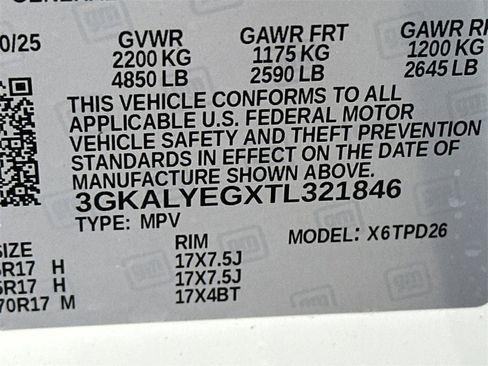 0/25 GVWR GAWR FRT GAWR
2200 KG 1175 KG 1200 KG
4850 LB 2590 LB 2645 LB
THIS VEHICLE CONFORMS TO ALL
APPLICABLE U.S. FEDERAL MOTOR
VEHICLE SAFETY AND THEFT PREVENTION
STANDARDS IN EFFECT ON THE DATE OF
MANUFACTURE SHOWN ABOVE.
3GKALYEGXTL321846
TYPE: MPV MODEL: X6TPD26
SIZE RIM
R17 H 17X7.5J
R17 H 17X7.5J
70R17 M 17X4BT
gm